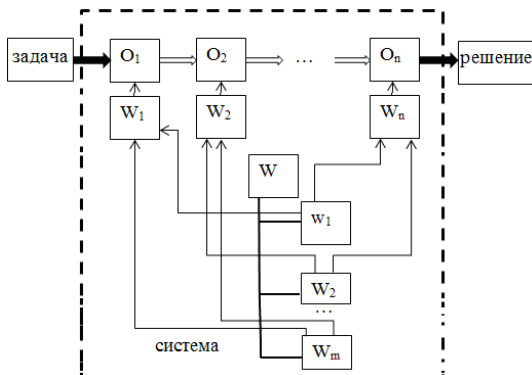 задача
O₁
O₂
...
Oₙ
решение
W₁
W₂
Wₙ
W
w₁
W₂
...
Wₘ
система